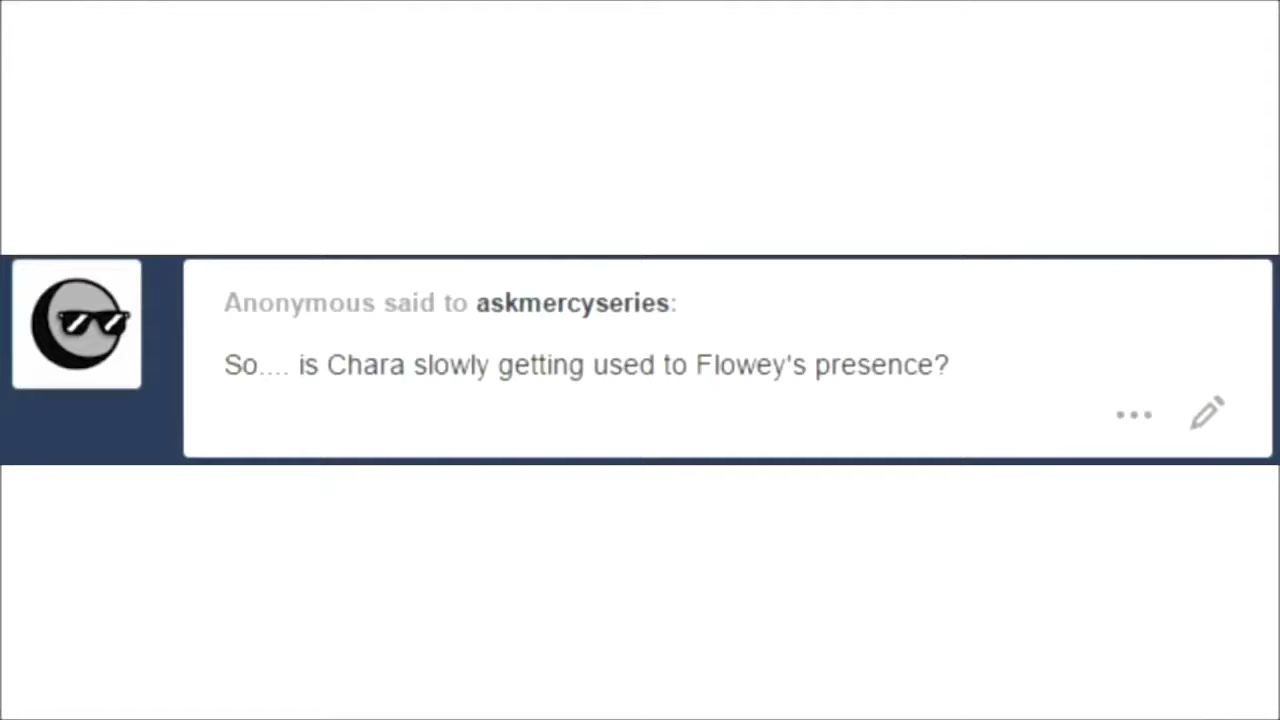 Anonymous said to askmercyseries:
So.... is Chara slowly getting used to Flowey's presence?